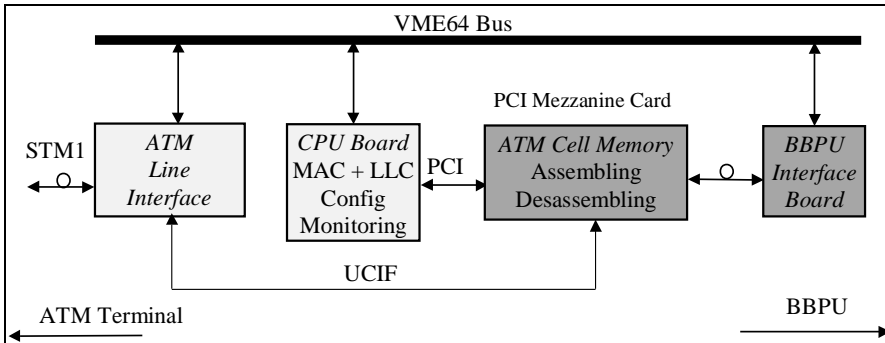 VME64 Bus
PCI Mezzanine Card
STM1
ATM
Line
Interface
CPU Board
MAC + LLC
Config
Monitoring
PCI
ATM Cell Memory
Assembling
Desassembling
BBPU
Interface
Board
UCIF
ATM Terminal
BBPU